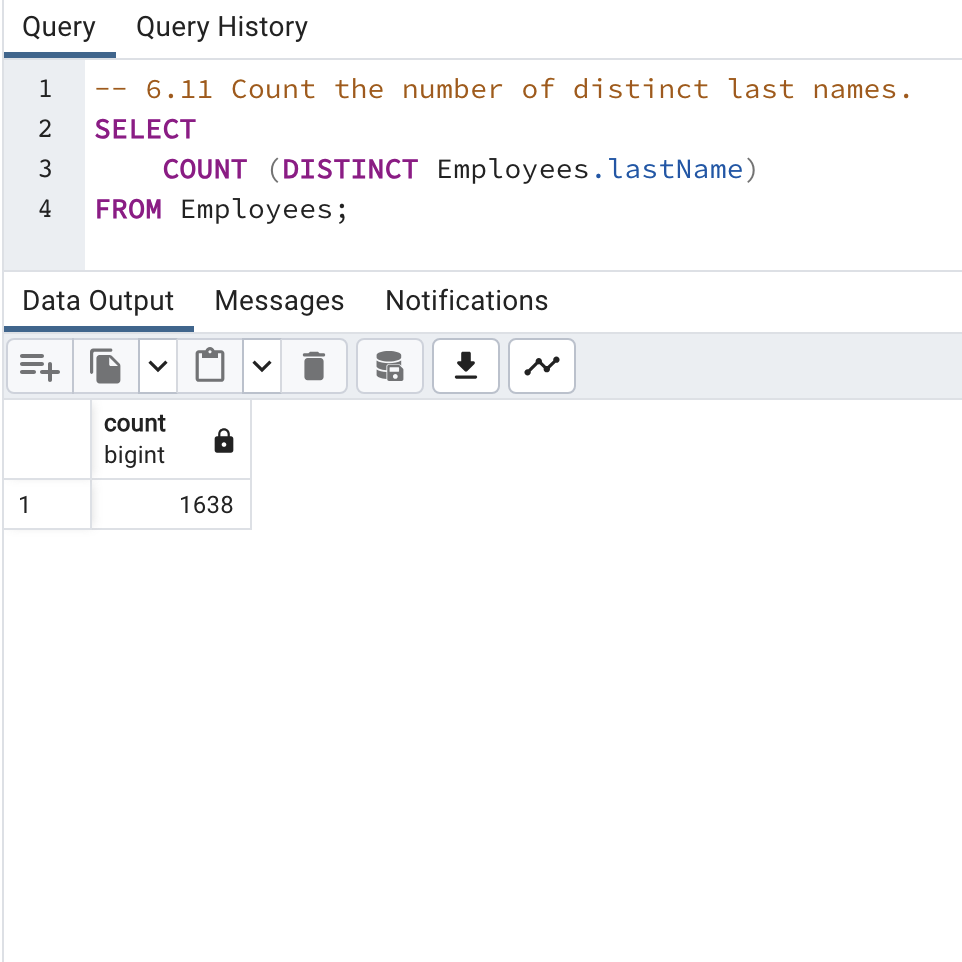 Query Query History
1 -- 6.11 Count the number of distinct last names.
2 SELECT
3     COUNT (DISTINCT Employees.lastName)
4 FROM Employees;
Data Output Messages Notifications
count
bigint
1 1638